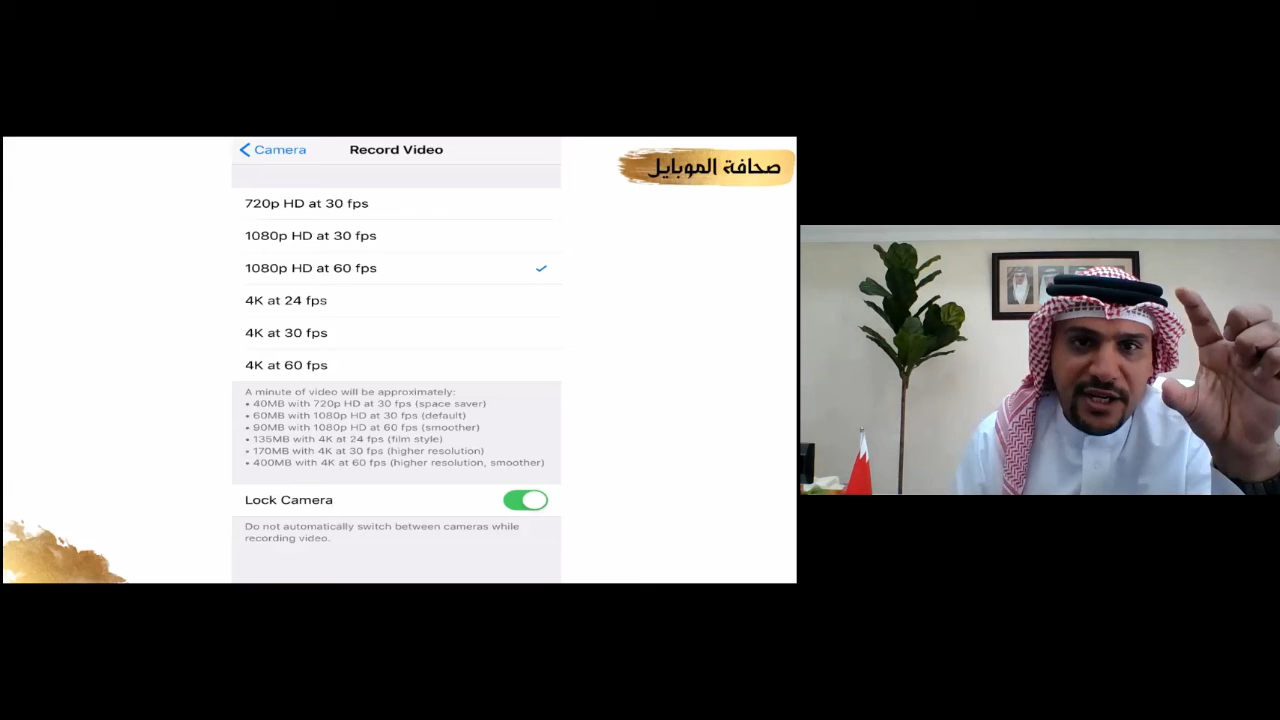 Camera
Record Video
صحافة الموبايل
720p HD at 30 fps
1080p HD at 30 fps
1080p HD at 60 fps
4K at 24 fps
4K at 30 fps
4K at 60 fps
A minute of video will be approximately:
• 40MB with 720p HD at 30 fps (space saver)
• 60MB with 1080p HD at 30 fps (default)
• 90MB with 1080p HD at 60 fps (smoother)
• 135MB with 4K at 24 fps (film style)
• 170MB with 4K at 30 fps (higher resolution)
• 400MB with 4K at 60 fps (higher resolution, smoother)
Lock Camera
Do not automatically switch between cameras while
recording video.